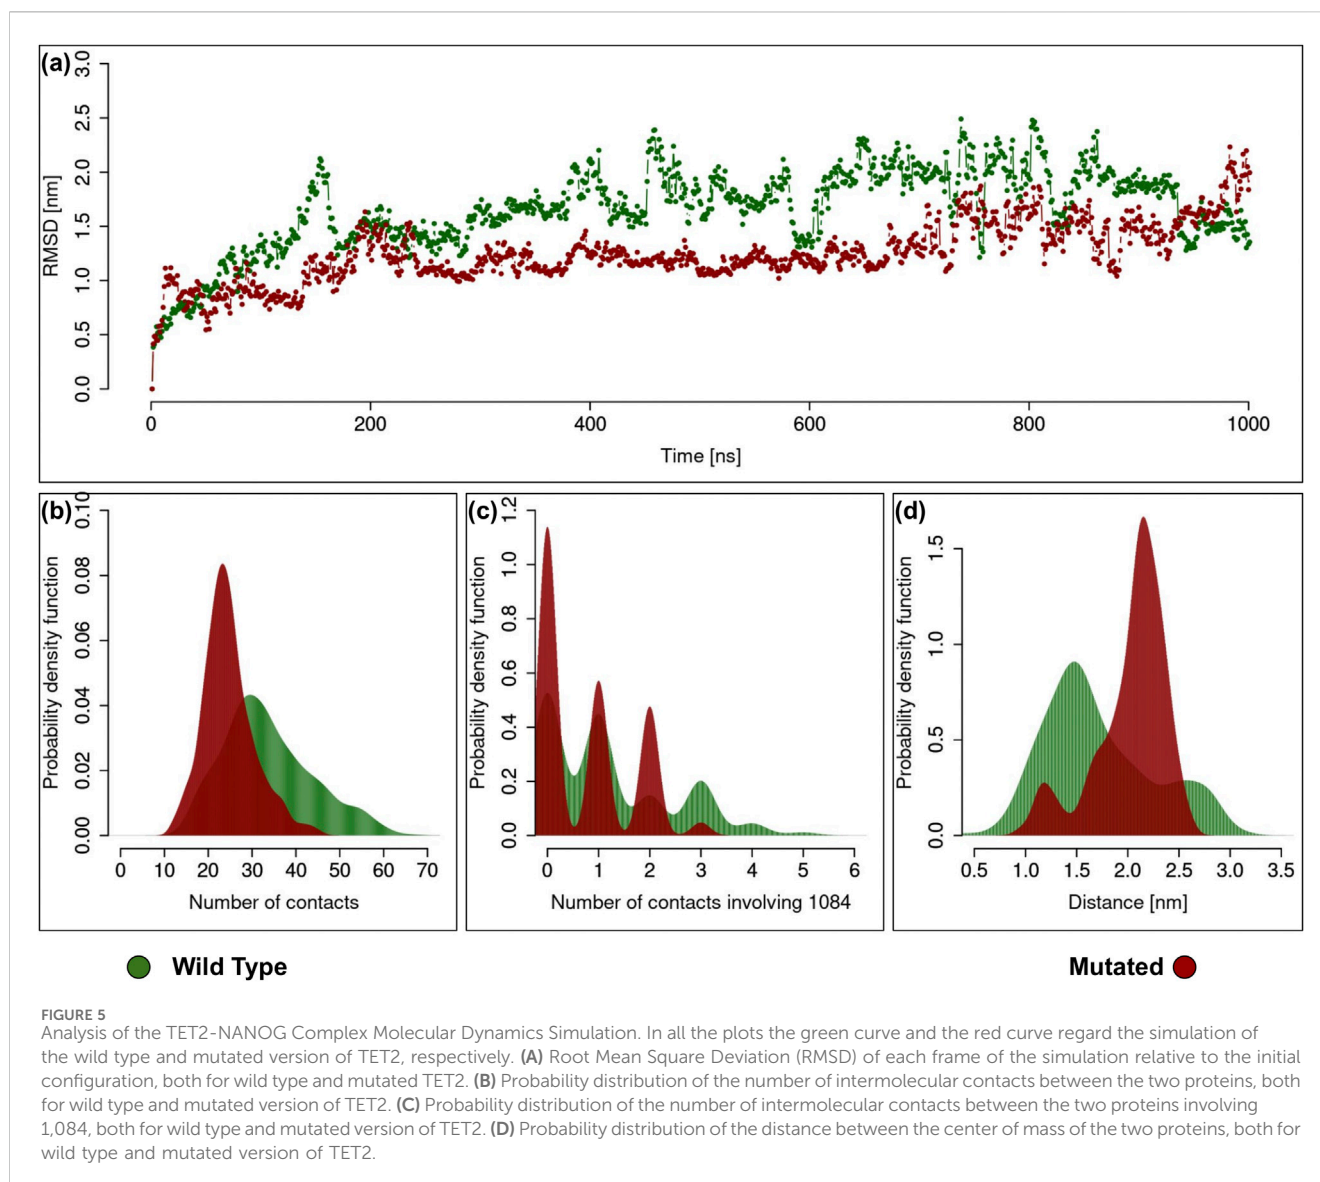 (a)
3.0
2.5
2.0
1.5
1.0
0.5
0.0
RMSD [nm]
0 200 400 600 800 1000
Time [ns]
(b)
0.10
0.08
0.06
0.04
0.02
0.00
Probability density function
0 10 20 30 40 50 60 70
Number of contacts
(c)
1.2
1.0
0.8
0.6
0.4
0.2
0.0
Probability density function
0 1 2 3 4 5 6
Number of contacts involving 1084
(d)
1.5
1.0
0.5
0.0
Probability density function
0.5 1.0 1.5 2.0 2.5 3.0 3.5
Distance [nm]
Wild Type
Mutated
FIGURE 5
Analysis of the TET2-NANOG Complex Molecular Dynamics Simulation. In all the plots the green curve and the red curve regard the simulation of
the wild type and mutated version of TET2, respectively. (A) Root Mean Square Deviation (RMSD) of each frame of the simulation relative to the initial
configuration, both for wild type and mutated TET2. (B) Probability distribution of the number of intermolecular contacts between the two proteins, both
for wild type and mutated version of TET2. (C) Probability distribution of the number of intermolecular contacts between the two proteins involving
1,084, both for wild type and mutated version of TET2. (D) Probability distribution of the distance between the center of mass of the two proteins, both for
wild type and mutated version of TET2.